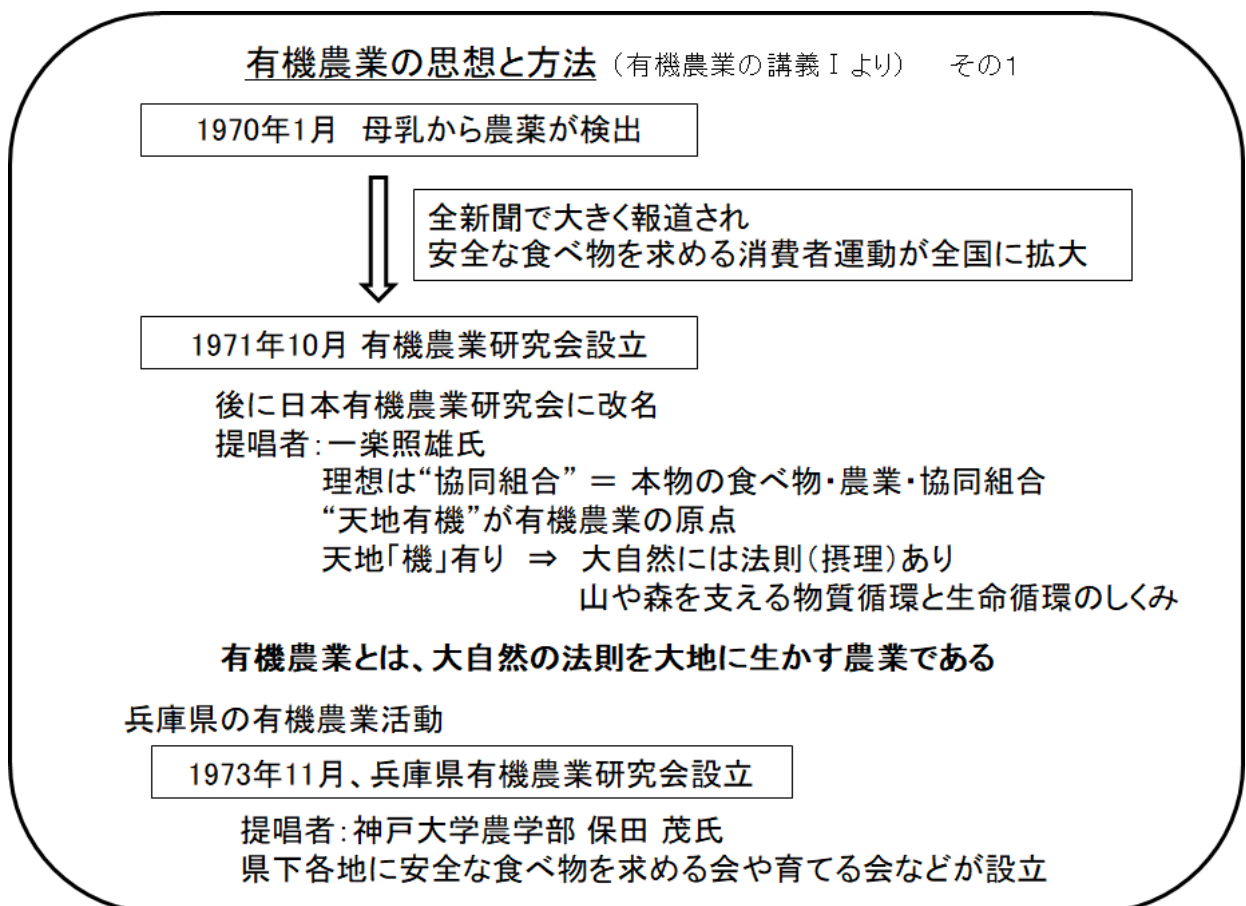 有機農業の思想と方法（有機農業の講義Ⅰより）　その1
1970年1月　母乳から農薬が検出
全新聞で大きく報道され
安全な食べ物を求める消費者運動が全国に拡大
1971年10月 有機農業研究会設立
後に日本有機農業研究会に改名
提唱者：一楽照雄氏
理想は“協同組合” ＝ 本物の食べ物・農業・協同組合
“天地有機”が有機農業の原点
天地「機」有り　⇒　大自然には法則（摂理）あり
山や森を支える物質循環と生命循環のしくみ
有機農業とは、大自然の法則を大地に生かす農業である
兵庫県の有機農業活動
1973年11月、兵庫県有機農業研究会設立
提唱者：神戸大学農学部 保田 茂氏
県下各地に安全な食べ物を求める会や育てる会などが設立